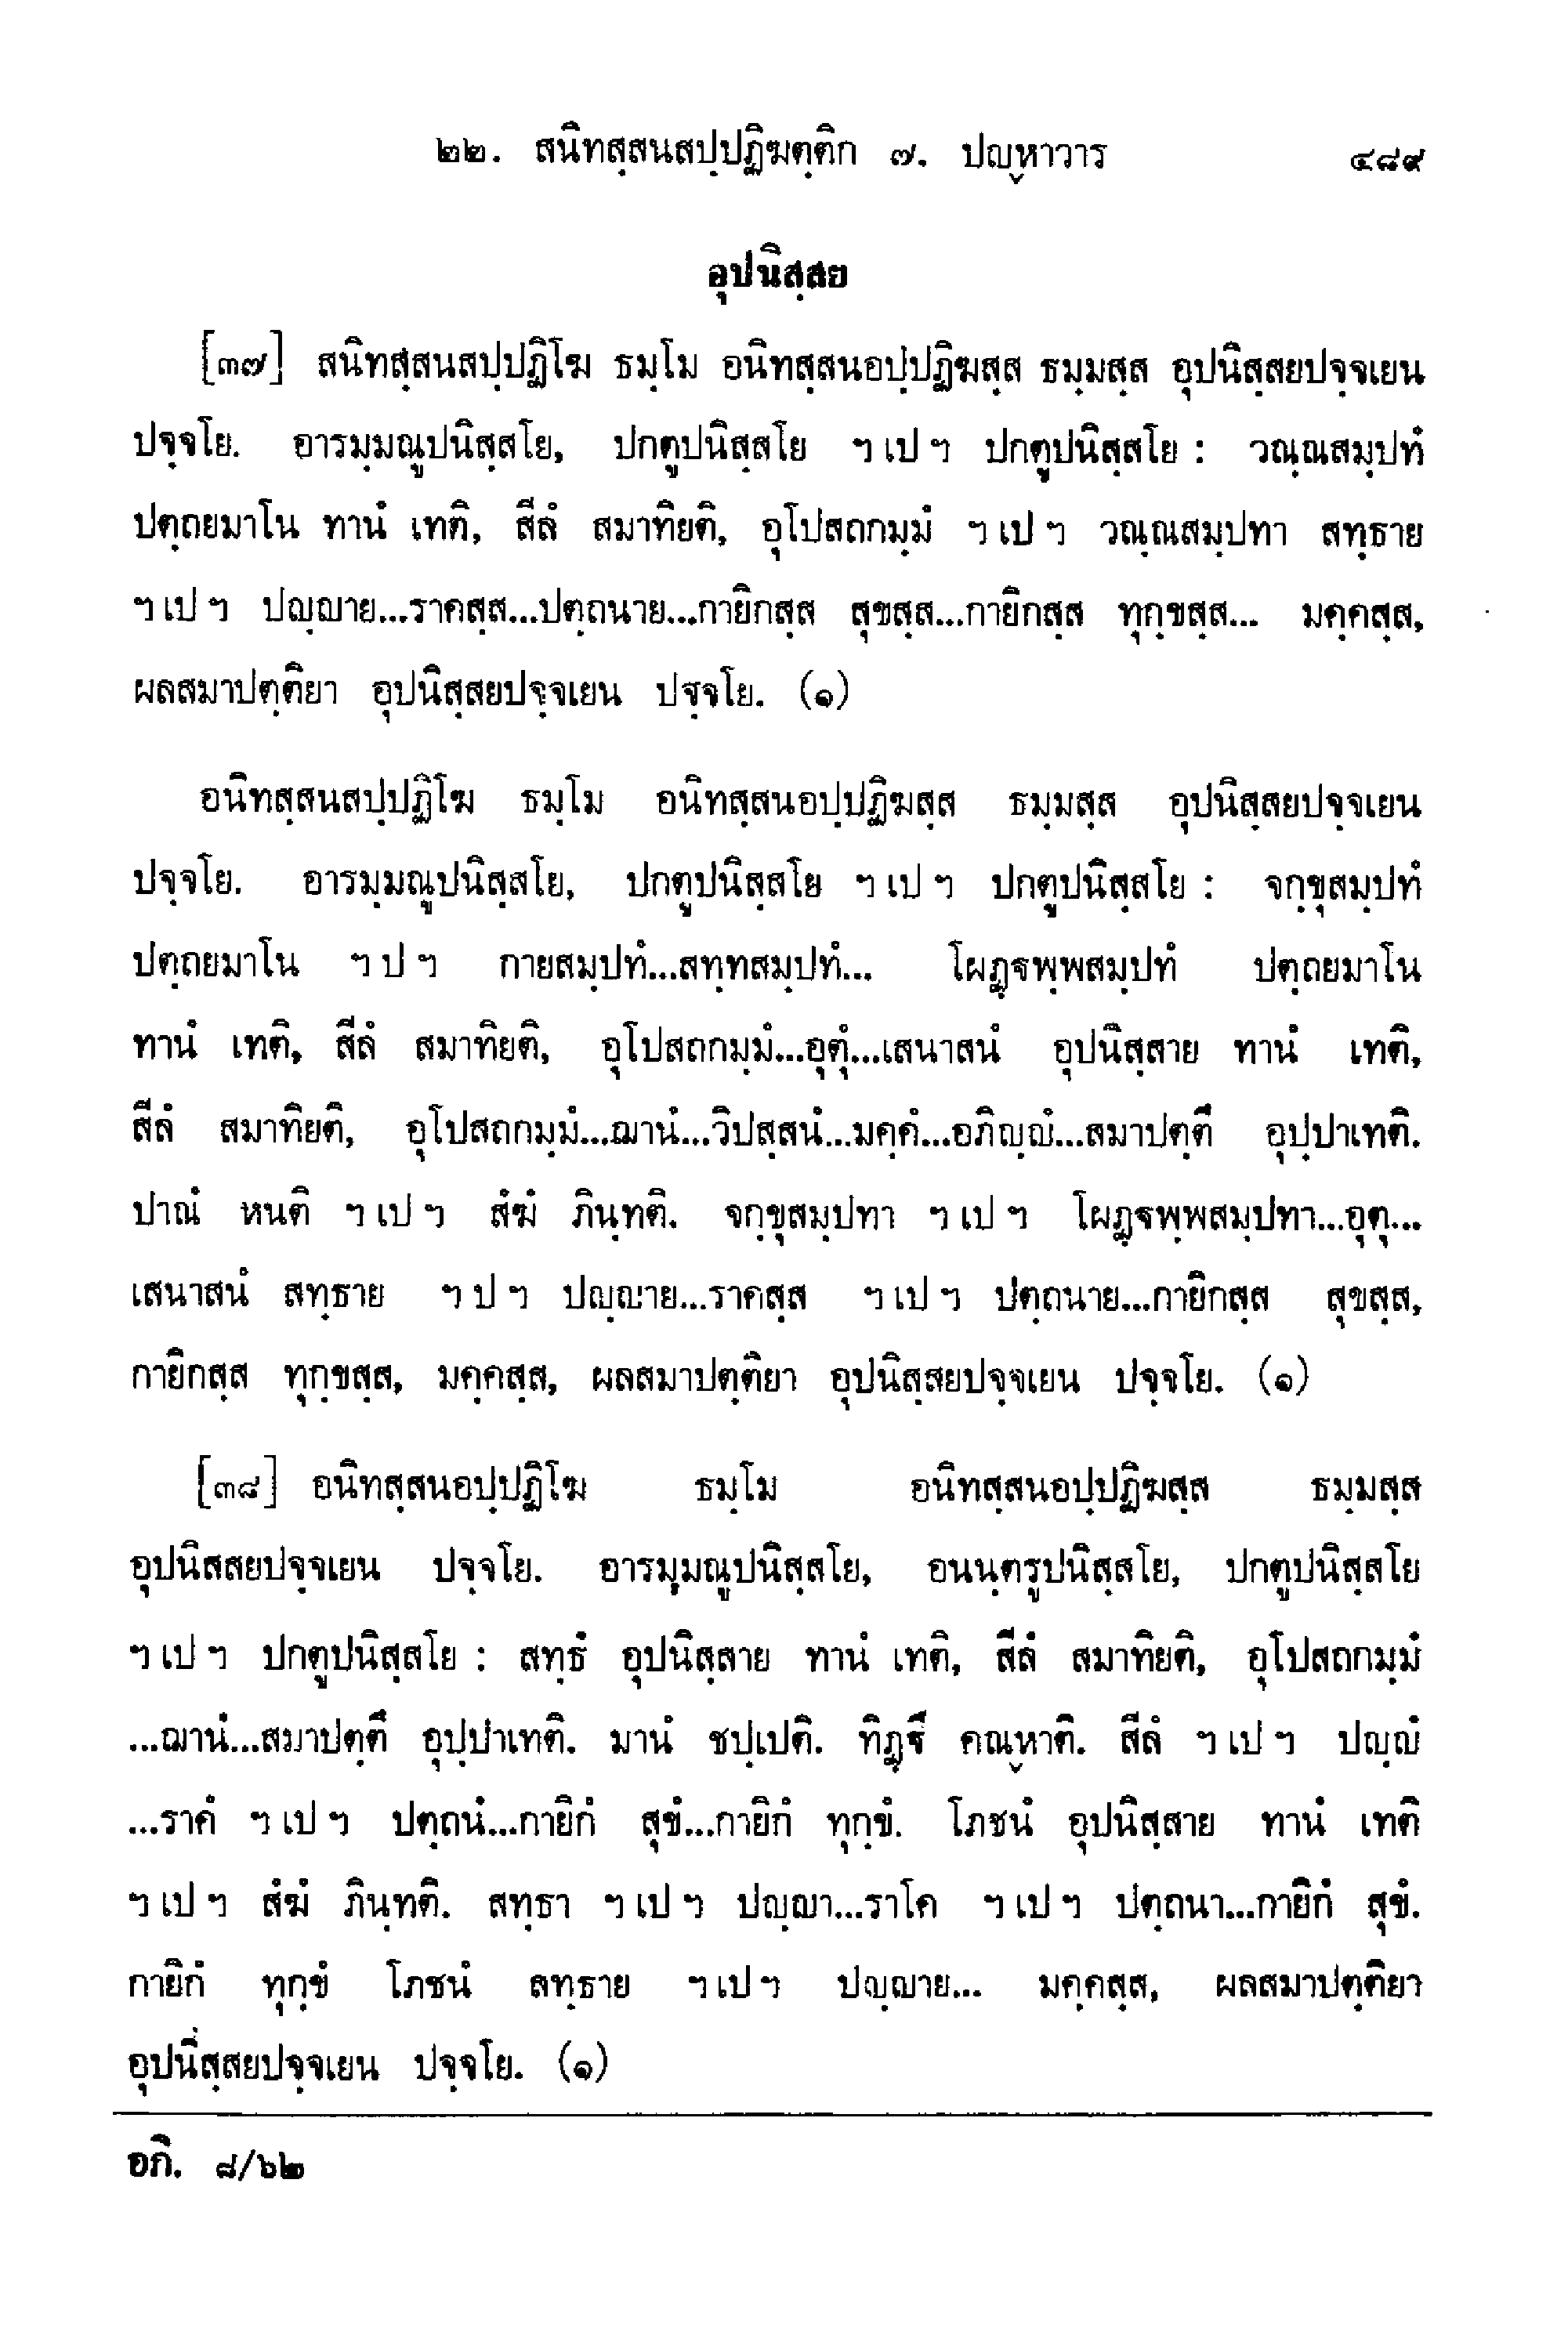 ๒๒. สนิทสฺสนสปฺปฏิฆตฺติก ๗. ปญฺหาวาร ๔๘๙
อุปนิสฺสย
[๓๗] สนิทสฺสนสปฺปฏิโฆ ธมฺโม อนิทสฺสนอปฺปฏิฆสฺส ธมฺมสฺส อุปนิสฺสยปจฺจเยน
ปจฺจโย. อารมฺมณูปนิสฺสโย, ปกตูปนิสฺสโย ฯ เป ฯ ปกตูปนิสฺสโย : วณฺณสมฺปทํ
ปตฺถยมาโน ทานํ เทติ, สีลํ สมาทิยติ, อุโปสถกมฺมํ ฯ เป ฯ วณฺณสมฺปทา สทฺธาย
ฯ เป ฯ ปญฺญาย...ราคสฺส...ปตฺถนาย...กายิกสฺส สุขสฺส...กายิกสฺส ทุกฺขสฺส... มคฺคสฺส,
ผลสมาปตฺติยา อุปนิสฺสยปจฺจเยน ปจฺจโย. (๑)
อนิทสฺสนสปฺปฏิโฆ ธมฺโม อนิทสฺสนอปฺปฏิฆสฺส ธมฺมสฺส อุปนิสฺสยปจฺจเยน
ปจฺจโย. อารมฺมณูปนิสฺสโย, ปกตูปนิสฺสโย ฯ เป ฯ ปกตูปนิสฺสโย : จกฺขุสมฺปทํ
ปตฺถยมาโน ฯ ป ฯ กายสมฺปทํ...สทฺทสมฺปทํ... โผฏฺฐพฺพสมฺปทํ ปตฺถยมาโน
ทานํ เทติ, สีลํ สมาทิยติ, อุโปสถกมฺมํ...อุตุํ...เสนาสนํ อุปนิสฺสาย ทานํ เทติ,
สีลํ สมาทิยติ, อุโปสถกมฺมํ...ฌานํ...วิปสฺสนํ...มคฺคํ...อภิญฺญํ...สมาปตฺตึ อุปฺปาเทติ.
ปาณํ หนติ ฯ เป ฯ สํฆํ ภินฺทติ. จกฺขุสมฺปทา ฯ เป ฯ โผฏฺฐพฺพสมฺปทา...อุตุ...
เสนาสนํ สทฺธาย ฯ ป ฯ ปญฺญาย...ราคสฺส ฯ เป ฯ ปตฺถนาย...กายิกสฺส สุขสฺส,
กายิกสฺส ทุกฺขสฺส, มคฺคสฺส, ผลสมาปตฺติยา อุปนิสฺสยปจฺจเยน ปจฺจโย. (๑)
[๓๘] อนิทสฺสนอปฺปฏิโฆ ธมฺโม อนิทสฺสนอปฺปฏิฆสฺส ธมฺมสฺส
อุปนิสสยปจฺจเยน ปจฺจโย. อารมฺมณูปนิสฺสโย, อนนฺตรูปนิสฺสโย, ปกตูปนิสฺสโย
ฯ เป ฯ ปกตูปนิสฺสโย : สทฺธํ อุปนิสฺสาย ทานํ เทติ, สีลํ สมาทิยติ, อุโปสถกมฺมํ
...ฌานํ...สมาปตฺตึ อุปฺปาเทติ. มานํ ชปฺเปติ. ทิฏฺฐึ คณฺหาติ. สีลํ ฯ เป ฯ ปญฺญํ
...ราคํ ฯ เป ฯ ปตฺถนํ...กายิกํ สุขํ...กายิกํ ทุกฺขํ. โภชนํ อุปนิสฺสาย ทานํ เทติ
ฯ เป ฯ สํฆํ ภินฺทติ. สทฺธา ฯ เป ฯ ปญฺญา...ราโค ฯ เป ฯ ปตฺถนา...กายิกํ สุขํ.
กายิกํ ทุกฺขํ โภชนํ สทฺธาย ฯ เป ฯ ปญฺญาย... มคฺคสฺส, ผลสมาปตฺติยา
อุปนิสฺสยปจฺจเยน ปจฺจโย. (๑)
อภิ. ๘/๖๒